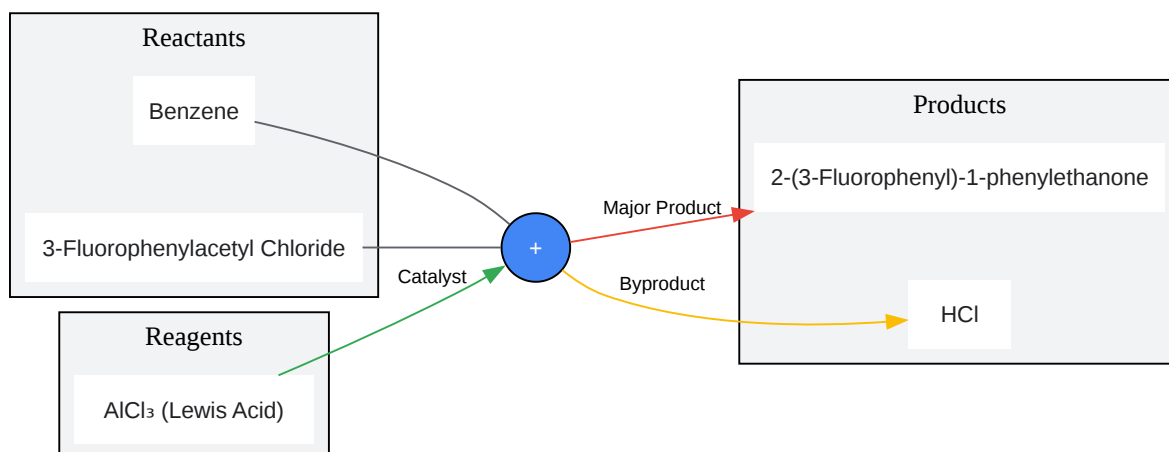 Reactants
Benzene
3-Fluorophenylacetyl Chloride
Reagents
AlCl₃ (Lewis Acid)
Catalyst
+
Major Product
Byproduct
Products
2-(3-Fluorophenyl)-1-phenylethanone
HCl